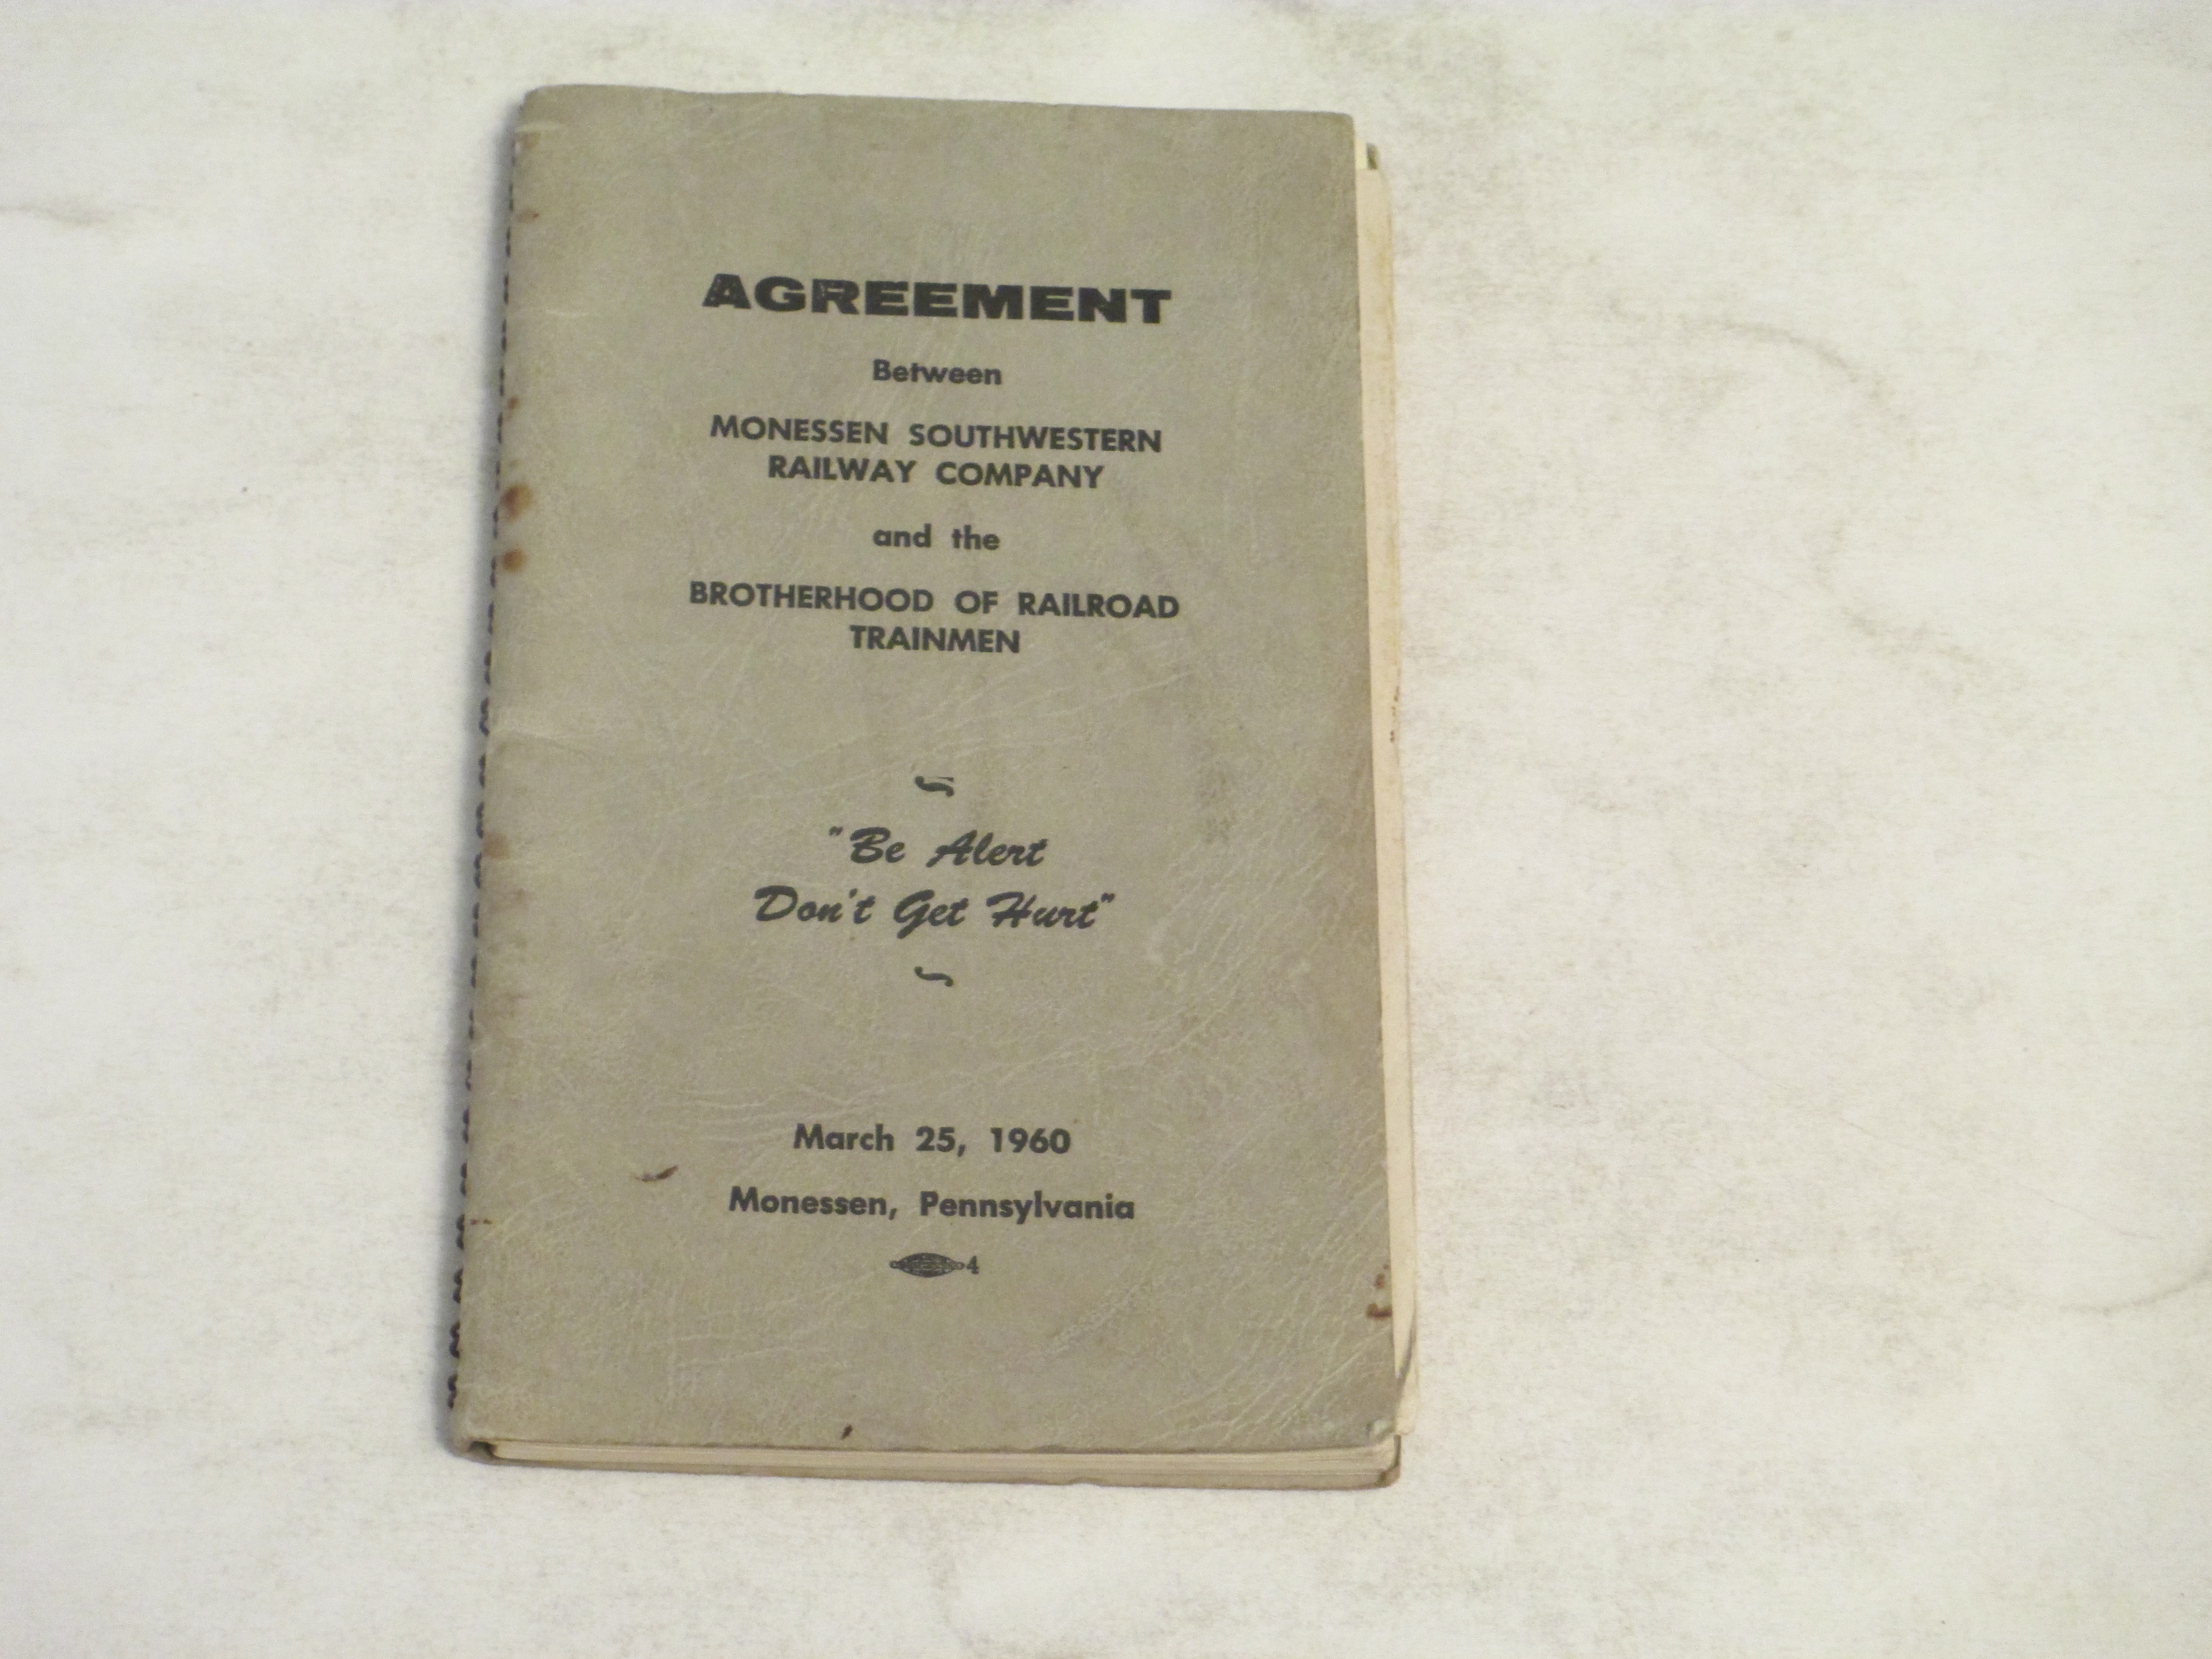 AGREEMENT
Between
MONESSEN SOUTHWESTERN
RAILWAY COMPANY
and the
BROTHERHOOD OF RAILROAD
TRAINMEN
"Be Alert
Don't Get Hurt"
March 25, 1960
Monessen, Pennsylvania
4